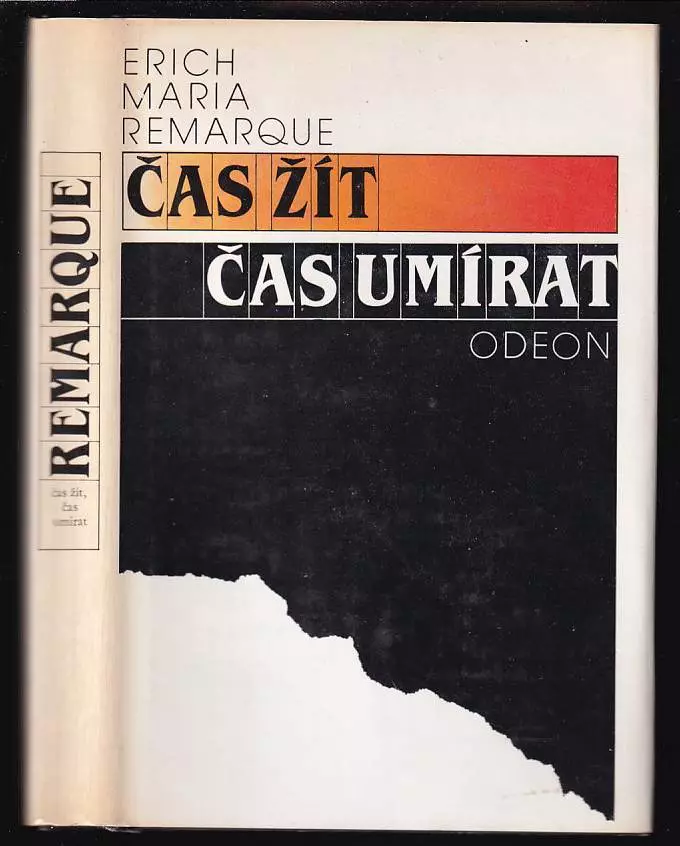 ERICH
MARIA
REMARQUE
ČAS ŽÍT
ČAS UMÍRAT
ODEON
REMARQUE
čas žít,
čas
umírat